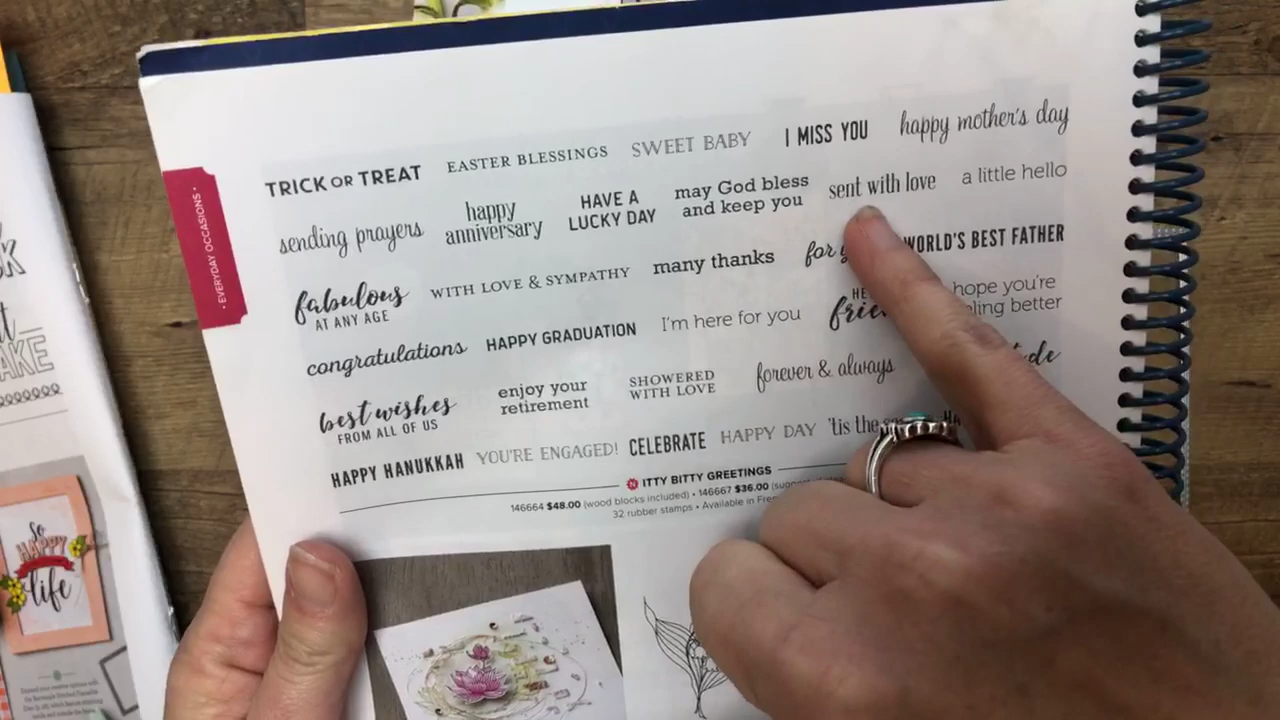 TRICK OR TREAT EASTER BLESSINGS SWEET BABY I MISS YOU happy mother's day
sending prayers happy anniversary HAVE A LUCKY DAY may God bless and keep you sent with love a little hello
fabulous AT ANY AGE WITH LOVE & SYMPATHY many thanks for WORLD'S BEST FATHER
congratulations HAPPY GRADUATION I'm here for you hope you're better
best wishes FROM ALL OF US enjoy your retirement SHOWERED WITH LOVE forever & always
HAPPY HANUKKAH YOU'RE ENGAGED! CELEBRATE HAPPY DAY 'tis the
N ITTY BITTY GREETINGS
146664 $48.00 (wood blocks included) • 146667 $36.00
32 rubber stamps • Available in
• EVERYDAY OCCASIONS •
so
HAPPY
life